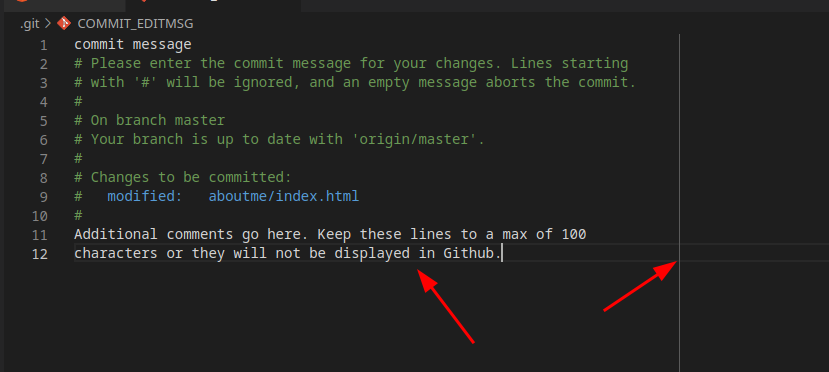 .git > COMMIT_EDITMSG
1 commit message
2 # Please enter the commit message for your changes. Lines starting
3 # with '#' will be ignored, and an empty message aborts the commit.
4 #
5 # On branch master
6 # Your branch is up to date with 'origin/master'.
7 #
8 # Changes to be committed:
9 #   modified:   aboutme/index.html
10 #
11 Additional comments go here. Keep these lines to a max of 100
12 characters or they will not be displayed in Github.